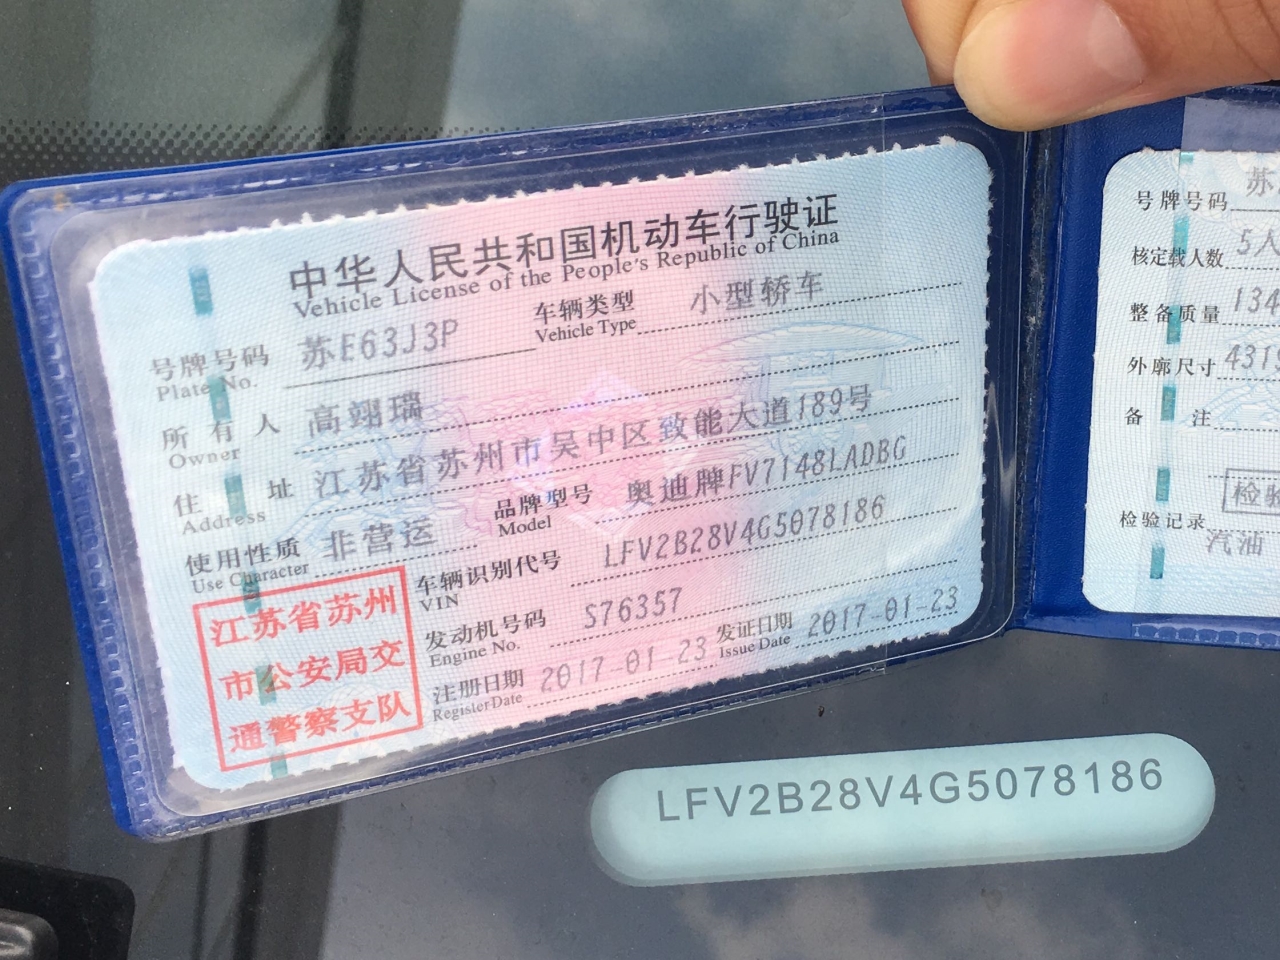 中华人民共和国机动车行驶证
Vehicle License of the People's Republic of China
号牌号码 苏E63J3P 车辆类型 小型轿车
Plate No. Vehicle Type
所有人 高翊瑞
Owner
住址 江苏省苏州市吴中区致能大道189号
Address
使用性质 非营运 品牌型号 奥迪牌FV7148LADBG
Use Character Model
车辆识别代号 LFV2B28V4G5078186
VIN
发动机号码 S76357
Engine No.
注册日期 2017-01-23 发证日期 2017-01-23
Register Date Issue Date
江苏省苏州
市公安局交
通警察支队
号牌号码 苏
核定载人数 5人
整备质量 134
外廓尺寸 4319
备注
检验
检验记录
汽油
LFV2B28V4G5078186